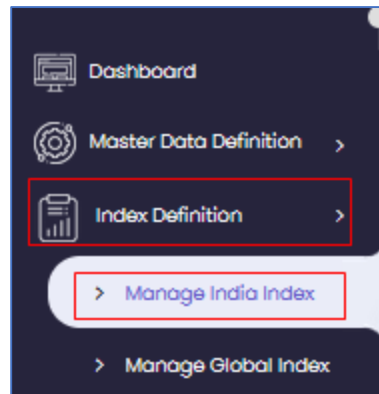 Dashboard
Master Data Definition
Index Definition
Manage India Index
Manage Global Index